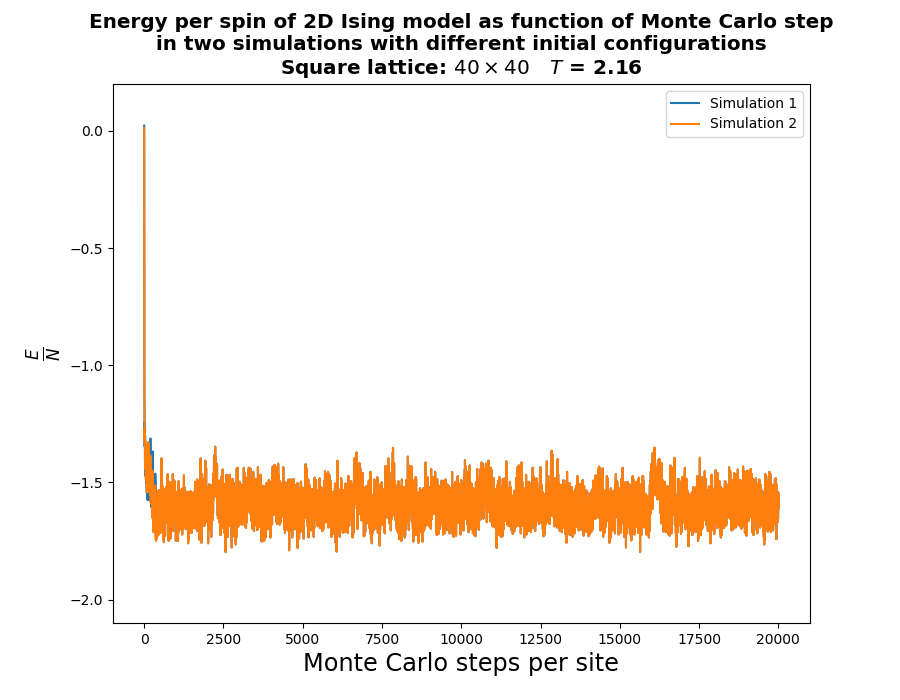 Energy per spin of 2D Ising model as function of Monte Carlo step
in two simulations with different initial configurations
Square lattice: 40 × 40 T = 2.16
Simulation 1
Simulation 2
0.0
−0.5
−1.0
−1.5
−2.0
E
N
0 2500 5000 7500 10000 12500 15000 17500 20000
Monte Carlo steps per site